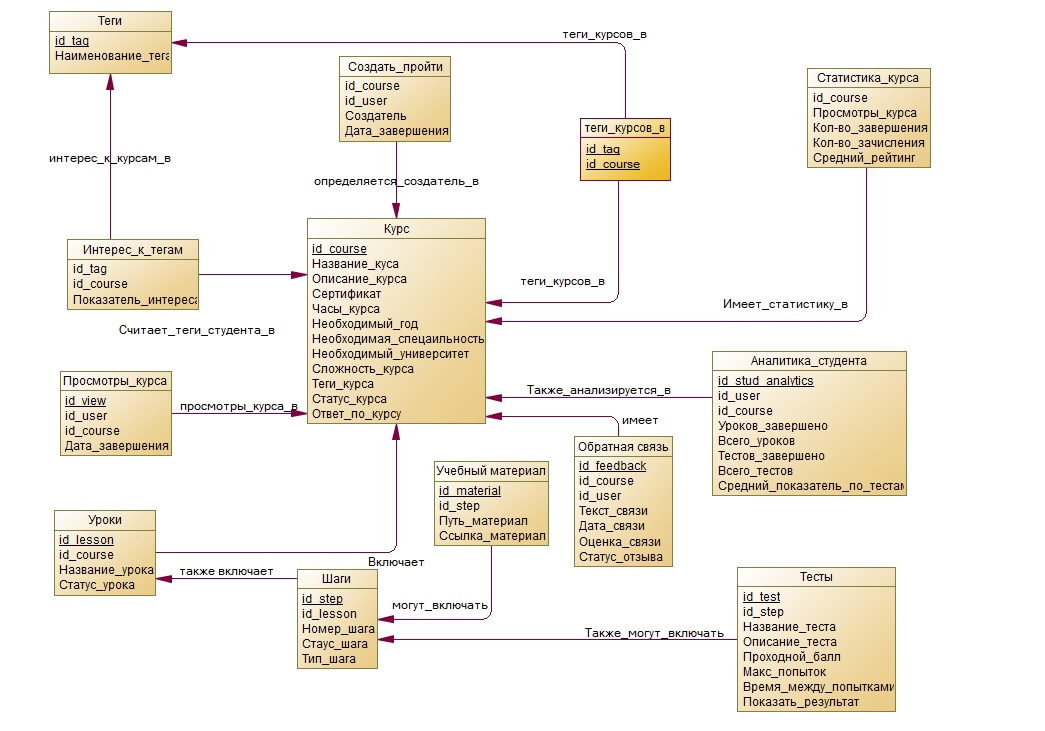 Теги
id_tag
Наименование_тега
теги_курсов_в
Создать_пройти
id_course
id_user
Создатель
Дата_завершения
Статистика_курса
id_course
Просмотры_курса
Кол-во_завершения
Кол-во_зачисления
Средний_рейтинг
теги_курсов_в
id_tag
id_course
интерес_к_курсам_в
определяется_создатель_в
Интерес_к_тегам
id_tag
id_course
Показатель_интереса
Курс
id_course
Название_куса
Описание_курса
Сертификат
Часы_курса
Необходимый_год
Необходимая_спецаильность
Необходимый_университет
Сложность_курса
Теги_курса
Статус_курса
Ответ_по_курсу
теги_курсов_в
Имеет_статистику_в
Считает_теги_студента_в
Просмотры_курса
id_view
id_user
id_course
Дата_завершения
просмотры_курса_в
Также_анализируется_в
Аналитика_студента
id_stud_analytics
id_user
id_course
Уроков_завершено
Всего_уроков
Тестов_завершено
Всего_тестов
Средний_показатель_по_тестам
имеет
Обратная связь
id_feedback
id_course
id_user
Текст_связи
Дата_связи
Оценка_связи
Статус_отзыва
Учебный материал
id_material
id_step
Путь_материал
Ссылка_материал
Уроки
id_lesson
id_course
Название_урока
Статус_урока
Включает
также включает
Шаги
id_step
id_lesson
Номер_шага
Стаус_шага
Тип_шага
могут_включать
Также_могут_включать
Тесты
id_test
id_step
Название_теста
Описание_теста
Проходной_балл
Макс_попыток
Время_между_попытками
Показать_результат